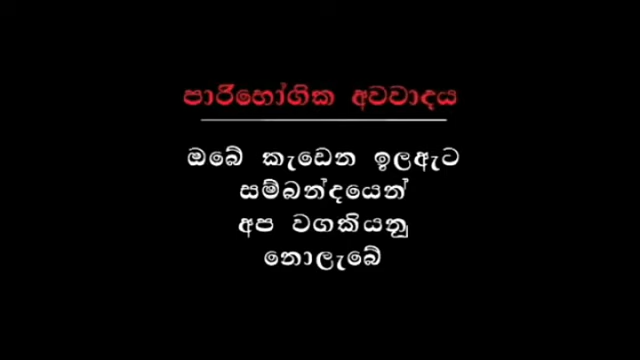 පාරිභෝගික අවවාදය
ඔබේ කැඩෙන ඉලඇට
සම්බන්දයෙන්
අප වගකියනු
නොලැබේ